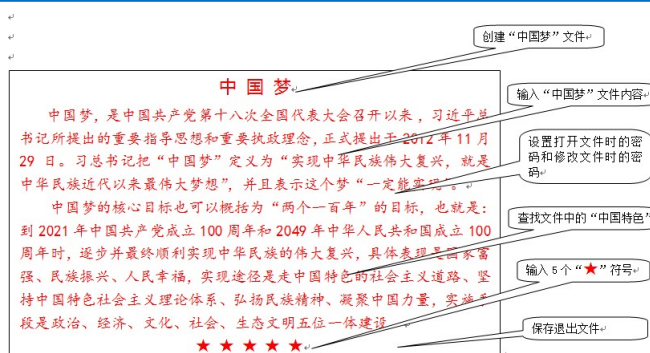 创建“中国梦”文件
中 国 梦
输入“中国梦”文件内容
中国梦，是中国共产党第十八次全国代表大会召开以来，习近平总
书记所提出的重要指导思想和重要执政理念，正式提出于 2012 年 11 月
29 日。习总书记把“中国梦”定义为“实现中华民族伟大复兴，就是
中华民族近代以来最伟大梦想”，并且表示这个梦“一定能实现”。
设置打开文件时的密
码和修改文件时的密
码
中国梦的核心目标也可以概括为“两个一百年”的目标，也就是：
到 2021 年中国共产党成立 100 周年和 2049 年中华人民共和国成立 100
周年时，逐步并最终顺利实现中华民族的伟大复兴，具体表现是国家富
强、民族振兴、人民幸福，实现途径是走中国特色的社会主义道路、坚
持中国特色社会主义理论体系、弘扬民族精神、凝聚中国力量，实施手
段是政治、经济、文化、社会、生态文明五位一体建设。
查找文件中的“中国特色”
输入 5 个“★”符号
★ ★ ★ ★ ★
保存退出文件